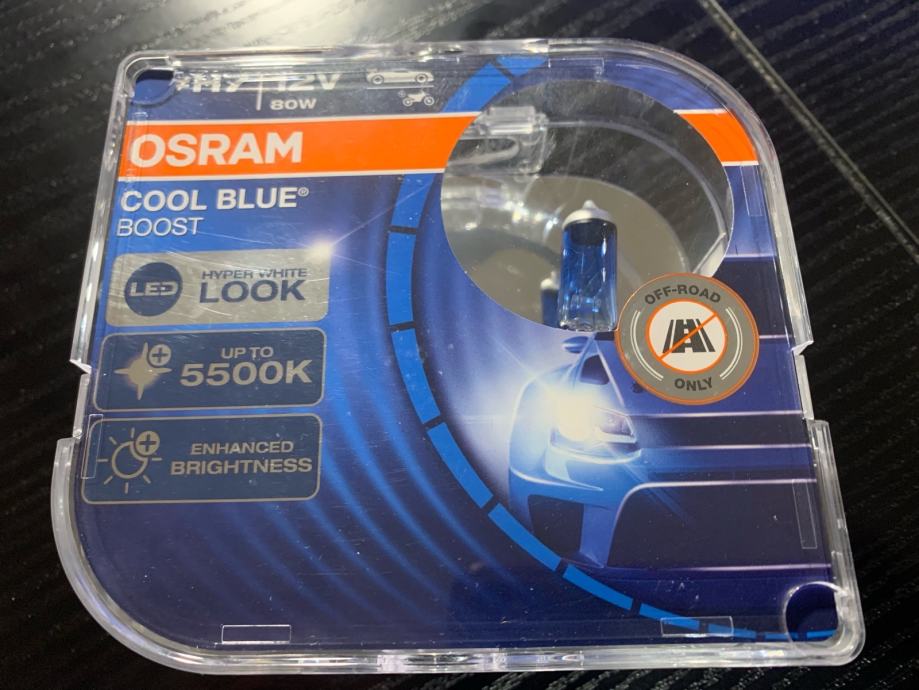 H7 12V
80W
OSRAM
COOL BLUE®
BOOST
LED
HYPER WHITE
LOOK
UP TO
5500K
ENHANCED
BRIGHTNESS
OFF-ROAD
ONLY